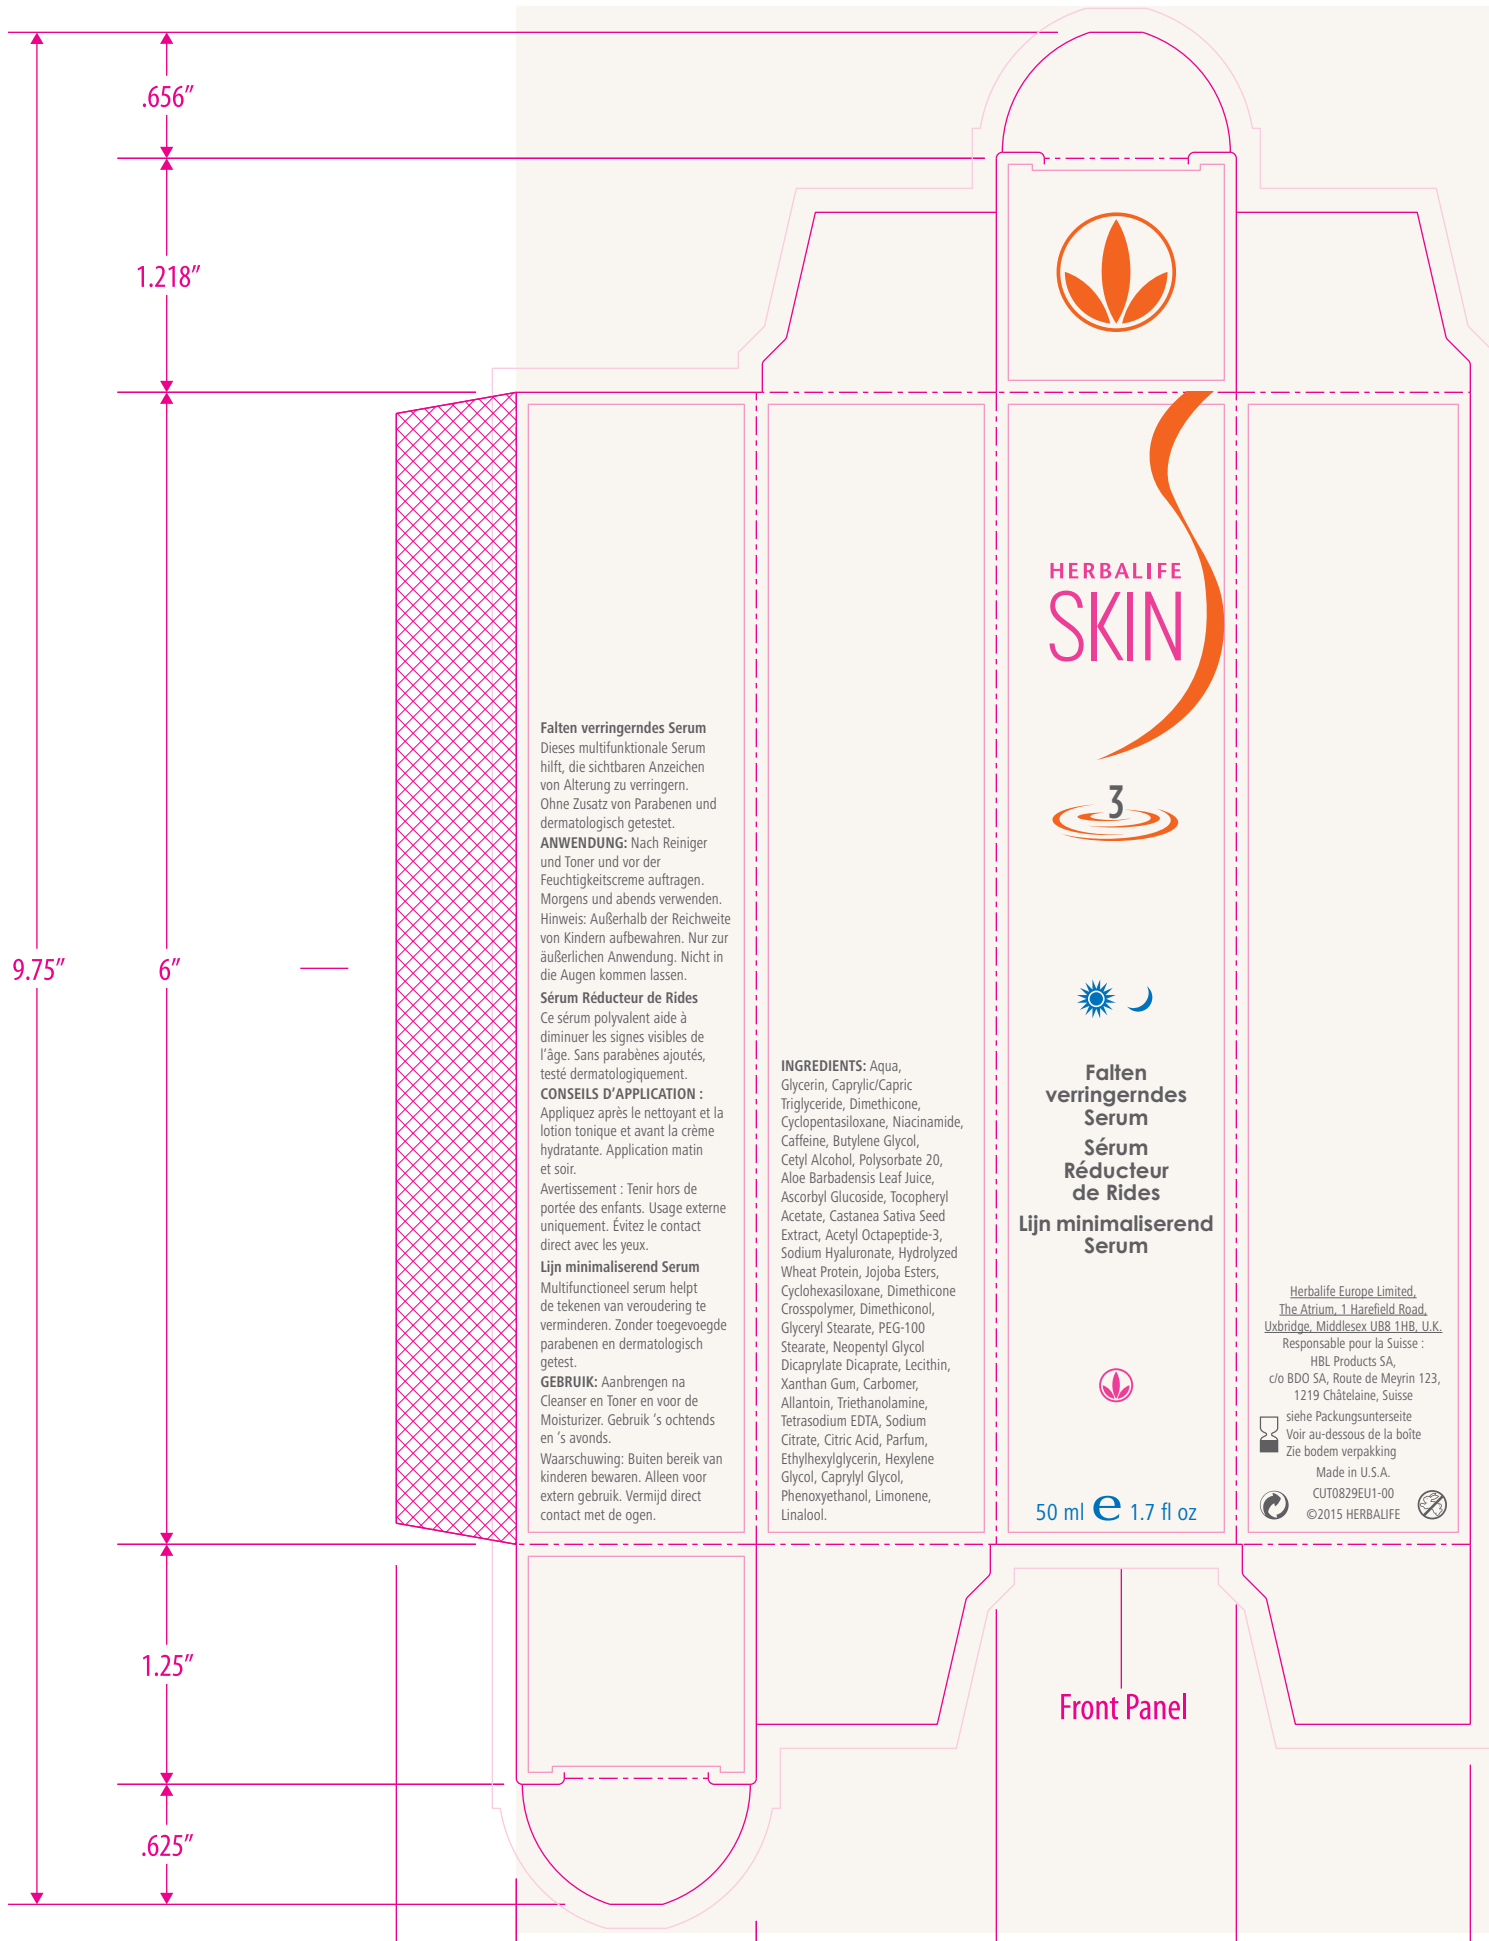 .656”
1.218”
9.75”
6”
1.25”
.625”
Falten verringerndes Serum
Dieses multifunktionale Serum
hilft, die sichtbaren Anzeichen
von Alterung zu verringern.
Ohne Zusatz von Parabenen und
dermatologisch getestet.
ANWENDUNG: Nach Reiniger
und Toner und vor der
Feuchtigkeitscreme auftragen.
Morgens und abends verwenden.
Hinweis: Außerhalb der Reichweite
von Kindern aufbewahren. Nur zur
äußerlichen Anwendung. Nicht in
die Augen kommen lassen.
Sérum Réducteur de Rides
Ce sérum polyvalent aide à
diminuer les signes visibles de
l’âge. Sans parabènes ajoutés,
testé dermatologiquement.
CONSEILS D’APPLICATION :
Appliquez après le nettoyant et la
lotion tonique et avant la crème
hydratante. Application matin
et soir.
Avertissement : Tenir hors de
portée des enfants. Usage externe
uniquement. Évitez le contact
direct avec les yeux.
Lijn minimaliserend Serum
Multifunctioneel serum helpt
de tekenen van veroudering te
verminderen. Zonder toegevoegde
parabenen en dermatologisch
getest.
GEBRUIK: Aanbrengen na
Cleanser en Toner en voor de
Moisturizer. Gebruik ’s ochtends
en ’s avonds.
Waarschuwing: Buiten bereik van
kinderen bewaren. Alleen voor
extern gebruik. Vermijd direct
contact met de ogen.
INGREDIENTS: Aqua,
Glycerin, Caprylic/Capric
Triglyceride, Dimethicone,
Cyclopentasiloxane, Niacinamide,
Caffeine, Butylene Glycol,
Cetyl Alcohol, Polysorbate 20,
Aloe Barbadensis Leaf Juice,
Ascorbyl Glucoside, Tocopheryl
Acetate, Castanea Sativa Seed
Extract, Acetyl Octapeptide-3,
Sodium Hyaluronate, Hydrolyzed
Wheat Protein, Jojoba Esters,
Cyclohexasiloxane, Dimethicone
Crosspolymer, Dimethiconol,
Glyceryl Stearate, PEG-100
Stearate, Neopentyl Glycol
Dicaprylate Dicaprate, Lecithin,
Xanthan Gum, Carbomer,
Allantoin, Triethanolamine,
Tetrasodium EDTA, Sodium
Citrate, Citric Acid, Parfum,
Ethylhexylglycerin, Hexylene
Glycol, Caprylyl Glycol,
Phenoxyethanol, Limonene,
Linalool.
HERBALIFE
SKIN
3
Falten
verringerndes
Serum
Sérum
Réducteur
de Rides
Lijn minimaliserend
Serum
50 ml e 1.7 fl oz
Front Panel
Herbalife Europe Limited,
The Atrium, 1 Harefield Road,
Uxbridge, Middlesex UB8 1HB, U.K.
Responsable pour la Suisse :
HBL Products SA,
c/o BDO SA, Route de Meyrin 123,
1219 Châtelaine, Suisse
siehe Packungsunterseite
Voir au-dessous de la boîte
Zie bodem verpakking
Made in U.S.A.
CUT0829EU1-00
©2015 HERBALIFE